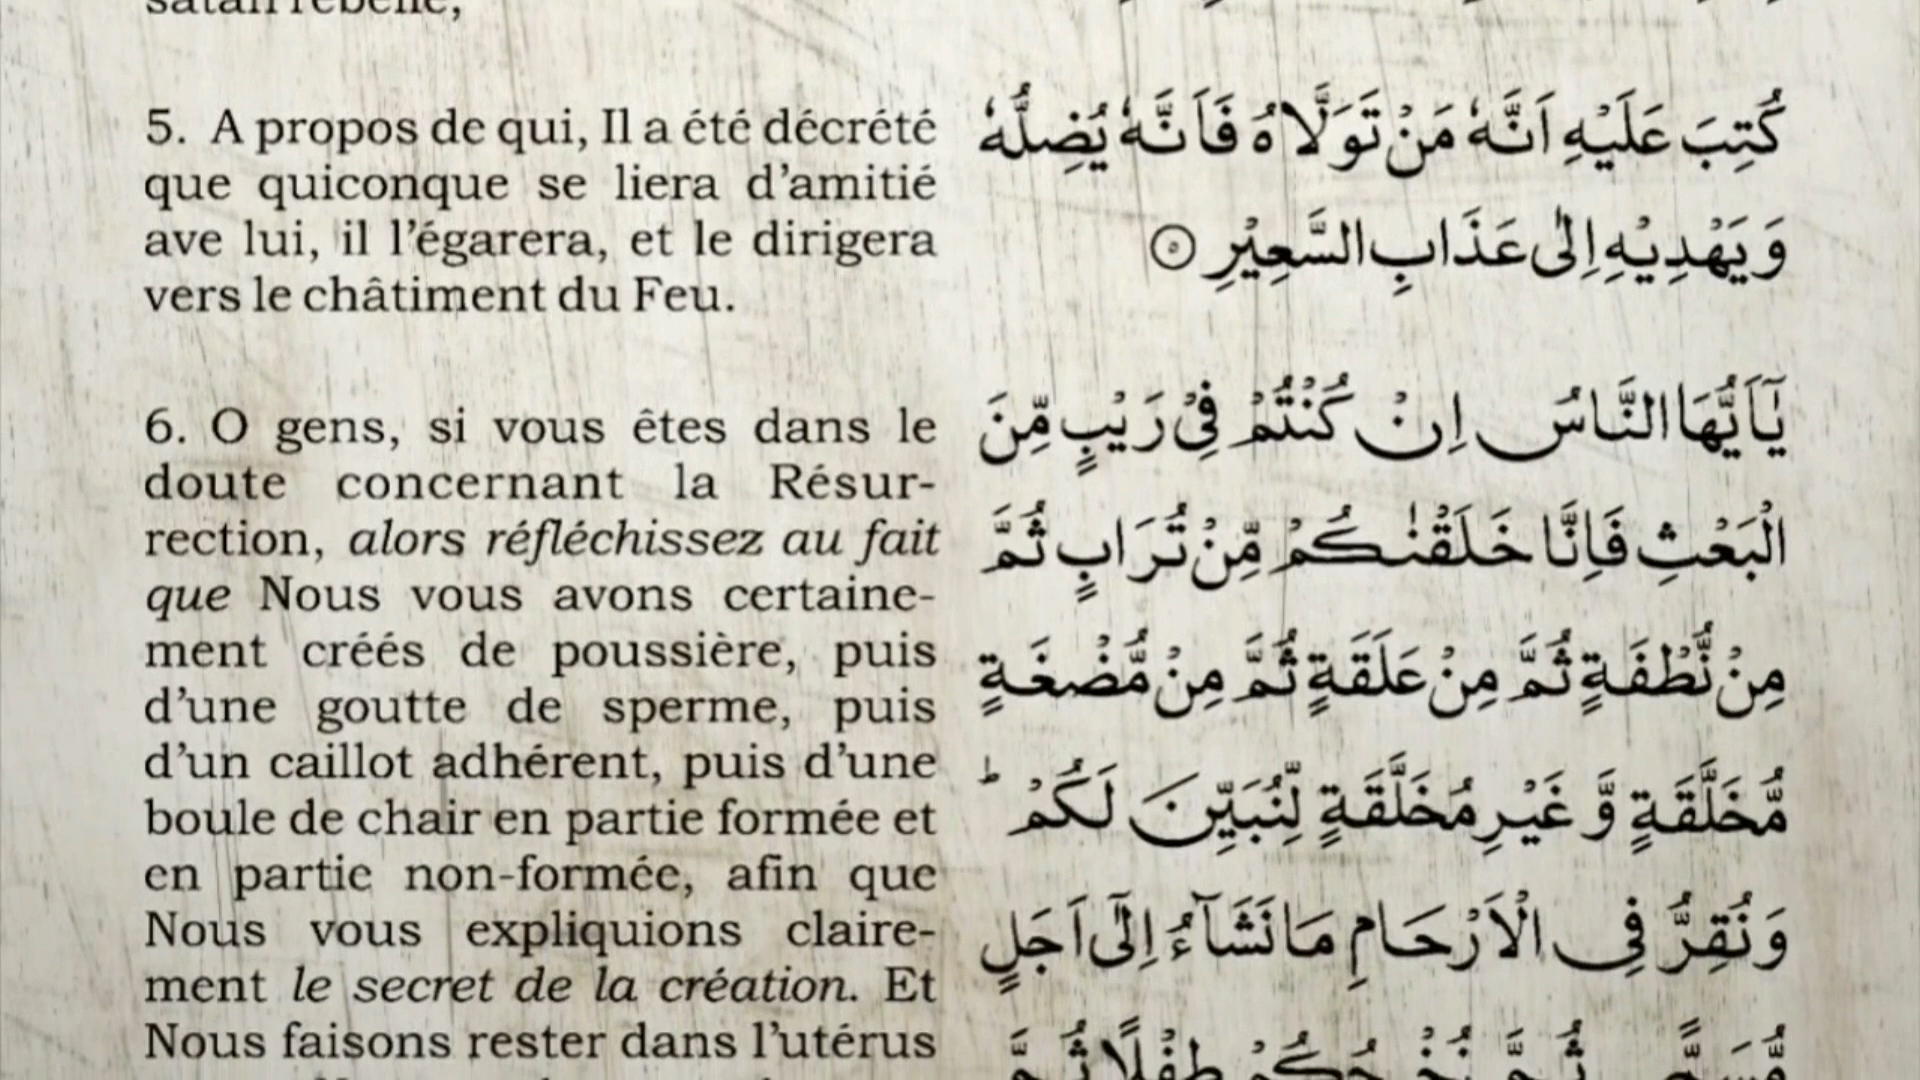 satan rebelle,
5. A propos de qui, Il a été décrété
que quiconque se liera d’amitié
ave lui, il l’égarera, et le dirigera
vers le châtiment du Feu.
6. O gens, si vous êtes dans le
doute concernant la Résur-
rection, alors réfléchissez au fait
que Nous vous avons certaine-
ment créés de poussière, puis
d’une goutte de sperme, puis
d’un caillot adhérent, puis d’une
boule de chair en partie formée et
en partie non-formée, afin que
Nous vous expliquions claire-
ment le secret de la création. Et
Nous faisons rester dans l’utérus
كُتِبَ عَلَيْهِ اَنَّهٗ مَنْ تَوَلَّاهُ فَاَنَّهٗ يُضِلُّهٗ
وَ يَهْدِيْهِ اِلٰى عَذَابِ السَّعِيْرِ ۝۵
يٰۤاَيُّهَا النَّاسُ اِنْ كُنْتُمْ فِيْ رَيْبٍ مِّنَ
الْبَعْثِ فَاِنَّا خَلَقْنٰكُمْ مِّنْ تُرَابٍ ثُمَّ
مِنْ نُّطْفَةٍ ثُمَّ مِنْ عَلَقَةٍ ثُمَّ مِنْ مُّضْغَةٍ
مُّخَلَّقَةٍ وَّ غَيْرِ مُخَلَّقَةٍ لِّنُبَيِّنَ لَكُمْ ؕ
وَ نُقِرُّ فِي الْاَرْحَامِ مَا نَشَآءُ اِلٰۤى اَجَلٍ
مُّسَمًّى ثُمَّ نُخْرِجُكُمْ طِفْلًا ثُمَّ